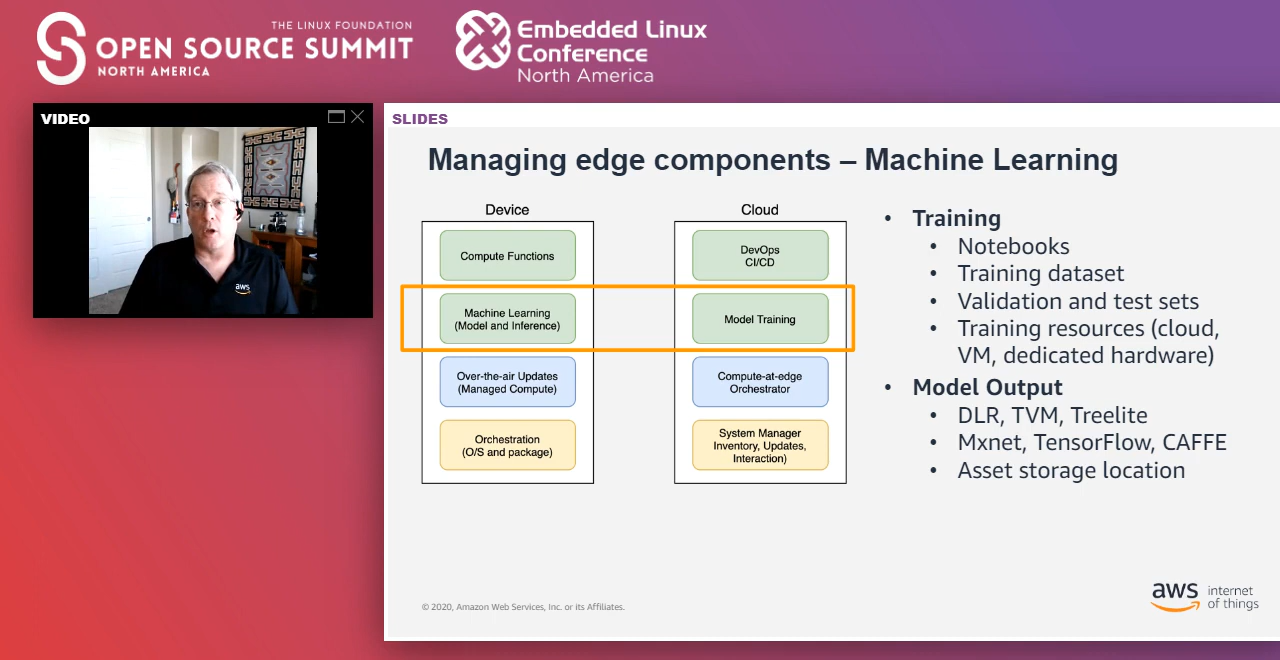 THE LINUX FOUNDATION
OPEN SOURCE SUMMIT
NORTH AMERICA
Embedded Linux
Conference
North America
VIDEO
aws
SLIDES
Managing edge components – Machine Learning
Device
Compute Functions
Machine Learning
(Model and Inference)
Over-the-air Updates
(Managed Compute)
Orchestration
(O/S and package)
Cloud
DevOps
CI/CD
Model Training
Compute-at-edge
Orchestrator
System Manager
Inventory, Updates,
Interaction)
• Training
• Notebooks
• Training dataset
• Validation and test sets
• Training resources (cloud,
VM, dedicated hardware)
• Model Output
• DLR, TVM, Treelite
• Mxnet, TensorFlow, CAFFE
• Asset storage location
© 2020, Amazon Web Services, Inc. or its Affiliates.
aws
internet
of things